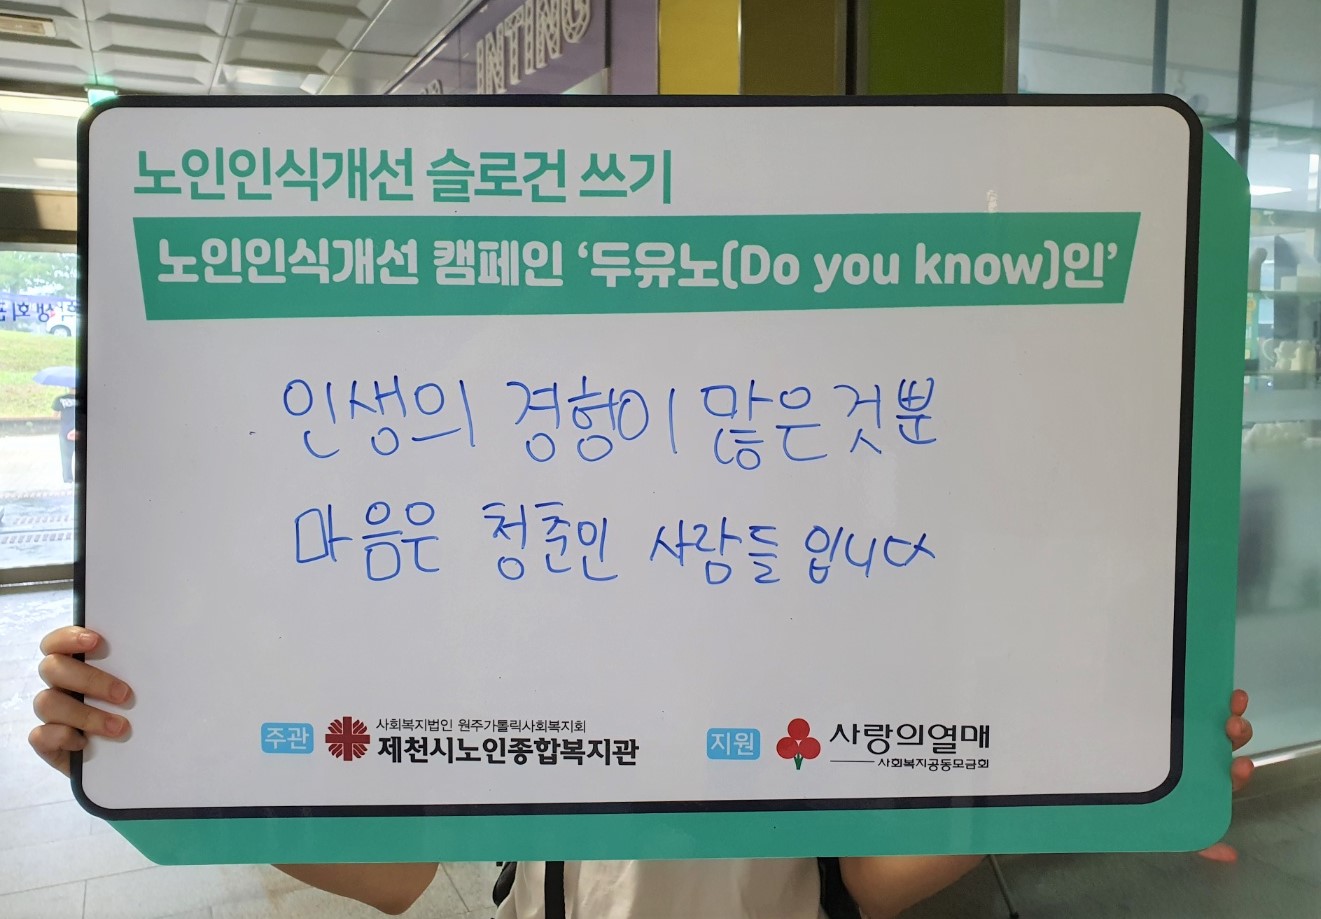 INTING
노인인식개선 슬로건 쓰기
노인인식개선 캠페인 ‘두유노(Do you know)인’
인생의 경험이 많은것뿐
마음은 청춘인 사람들 입니다
주관
사회복지법인 원주가톨릭사회복지회
제천시노인종합복지관
지원
사랑의열매
사회복지공동모금회